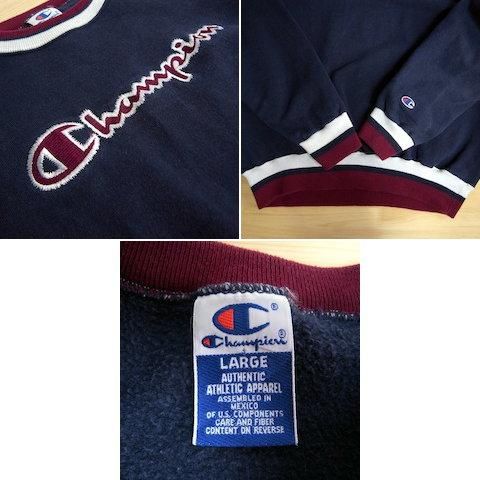 Champion
Champion
LARGE
AUTHENTIC
ATHLETIC APPAREL
ASSEMBLED IN
MEXICO
OF U.S. COMPONENTS
CARE AND FIBER
CONTENT ON REVERSE